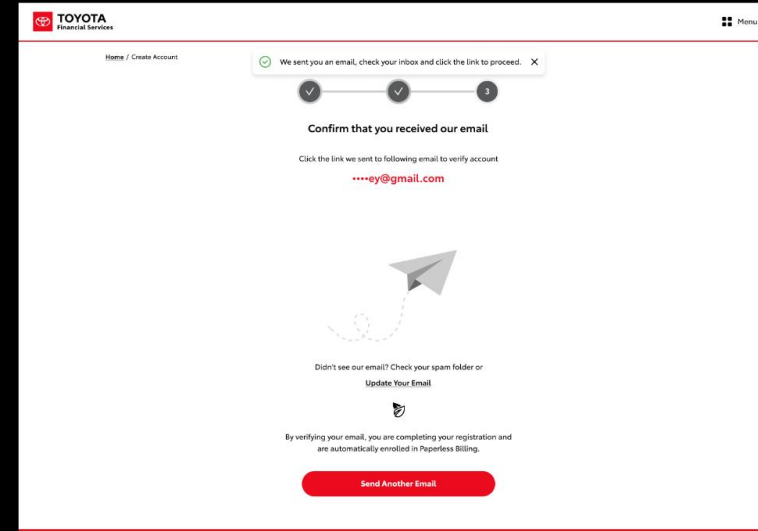 TOYOTA
Financial Services
Menu
Home / Create Account
We sent you an email, check your inbox and click the link to proceed. X
3
Confirm that you received our email
Click the link we sent to following email to verify account
••••ey@gmail.com
Didn't see our email? Check your spam folder or
Update Your Email
By verifying your email, you are completing your registration and
are automatically enrolled in Paperless Billing.
Send Another Email